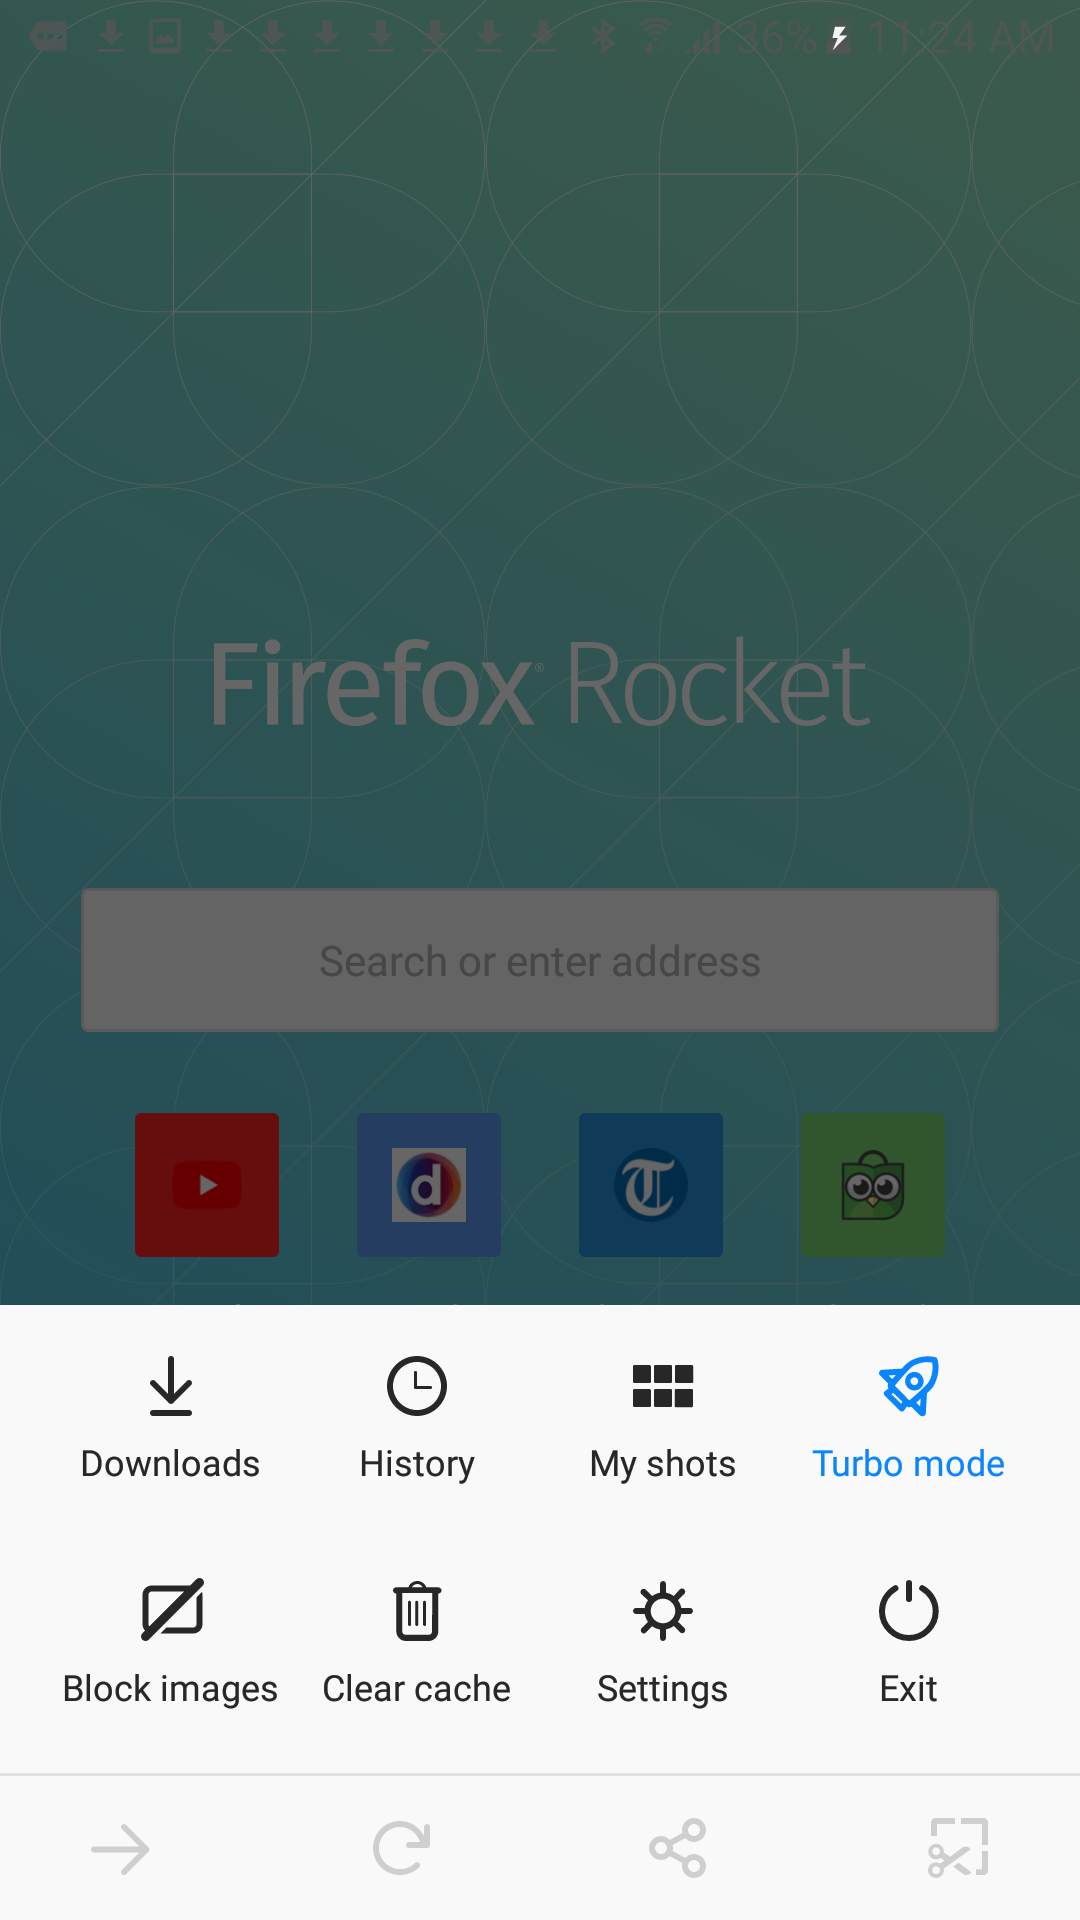 36% 11:24 AM
Firefox® Rocket
Search or enter address
d
T
Downloads History My shots Turbo mode
Block images Clear cache Settings Exit